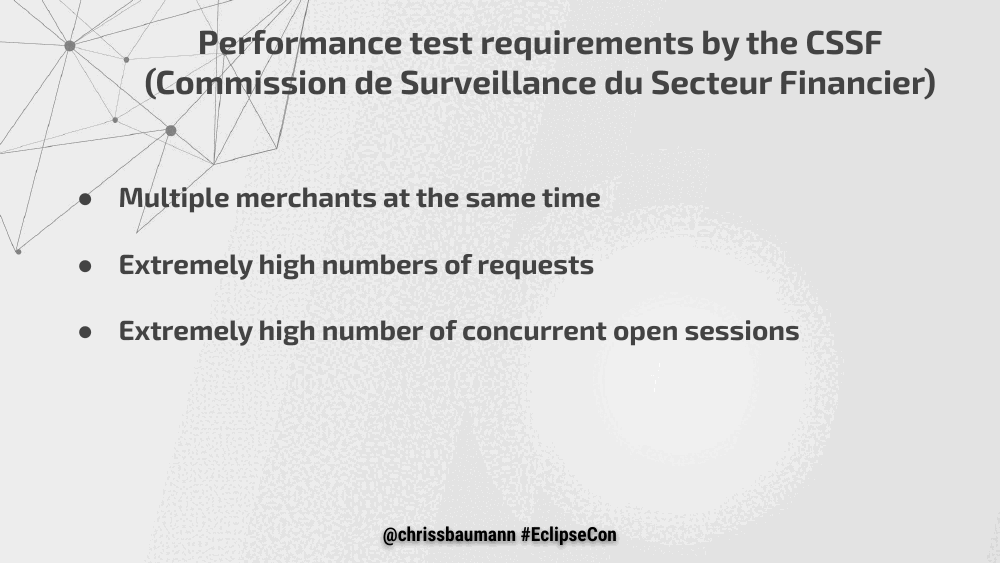 Performance test requirements by the CSSF
(Commission de Surveillance du Secteur Financier)
● Multiple merchants at the same time
● Extremely high numbers of requests
● Extremely high number of concurrent open sessions
@chrissbaumann #EclipseCon